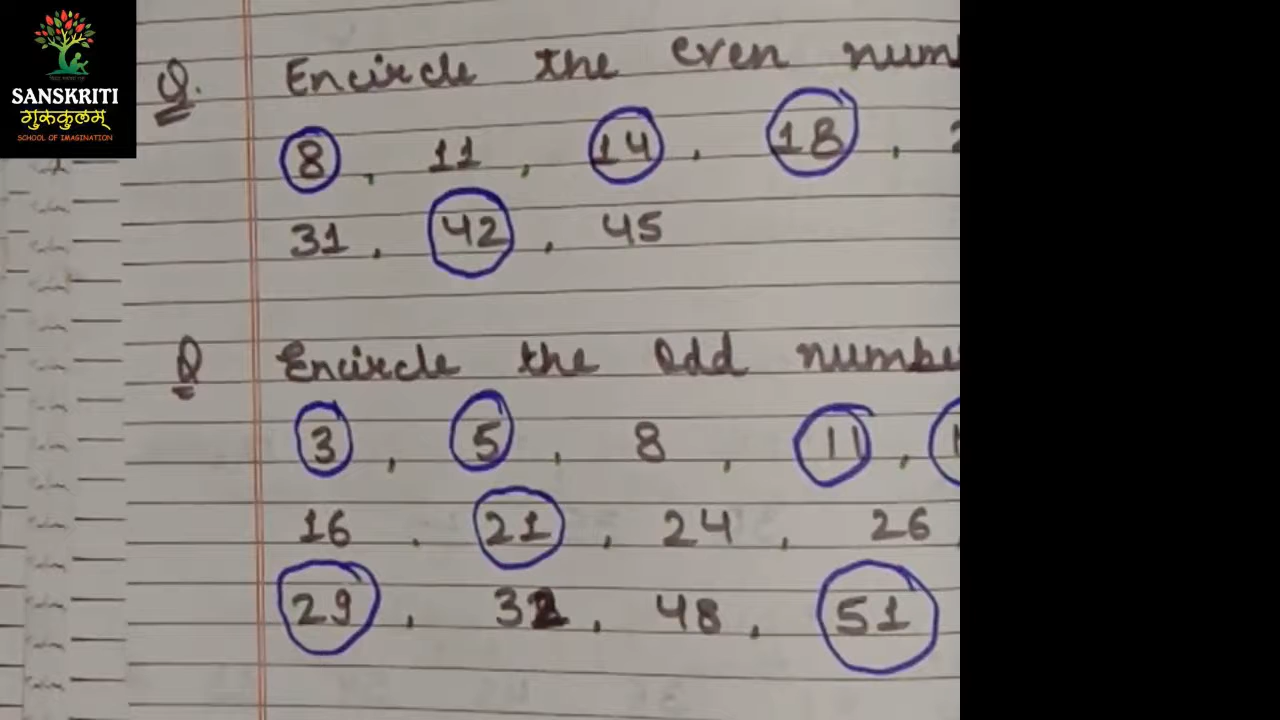 SANSKRITI
गुरुकुलम्
SCHOOL OF IMAGINATION
Q. Encircle the even num
8, 11, 14, 18,
31, 42, 45
Q Encircle the Odd numbe
3, 5, 8, 11,
16, 21, 24, 26
29, 32, 48, 51